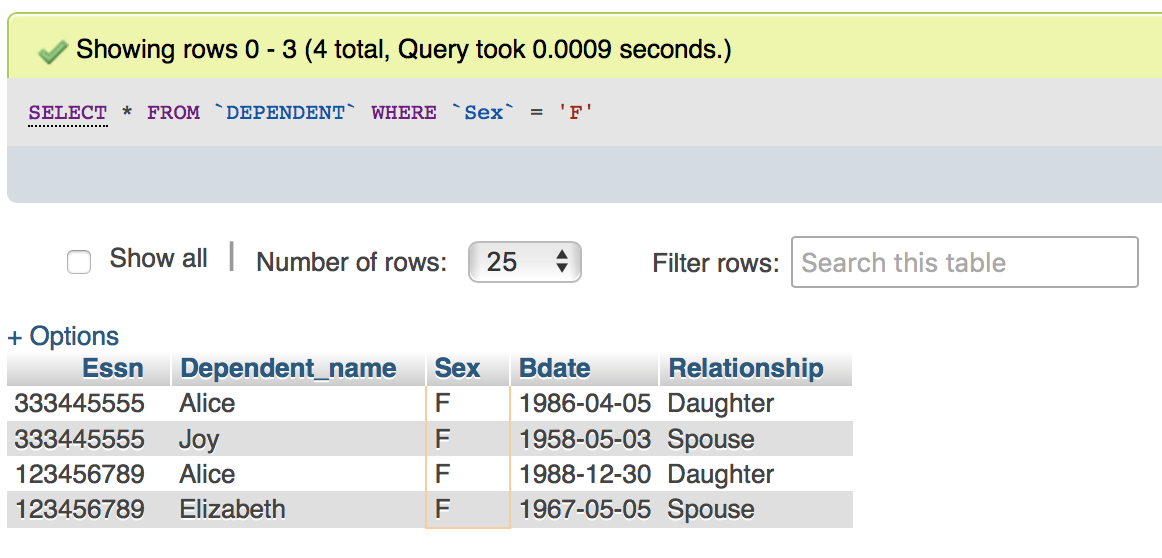 Showing rows 0 - 3 (4 total, Query took 0.0009 seconds.)
SELECT * FROM `DEPENDENT` WHERE `Sex` = 'F'
Show all | Number of rows: 25 Filter rows: Search this table
+ Options
Essn Dependent_name Sex Bdate Relationship
333445555 Alice F 1986-04-05 Daughter
333445555 Joy F 1958-05-03 Spouse
123456789 Alice F 1988-12-30 Daughter
123456789 Elizabeth F 1967-05-05 Spouse